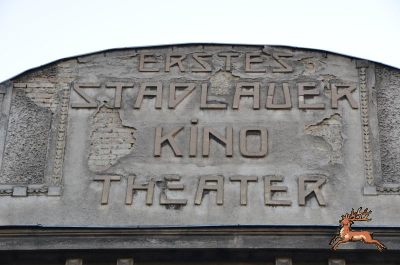 ERSTES
STADLAUER
KINO
THEATER